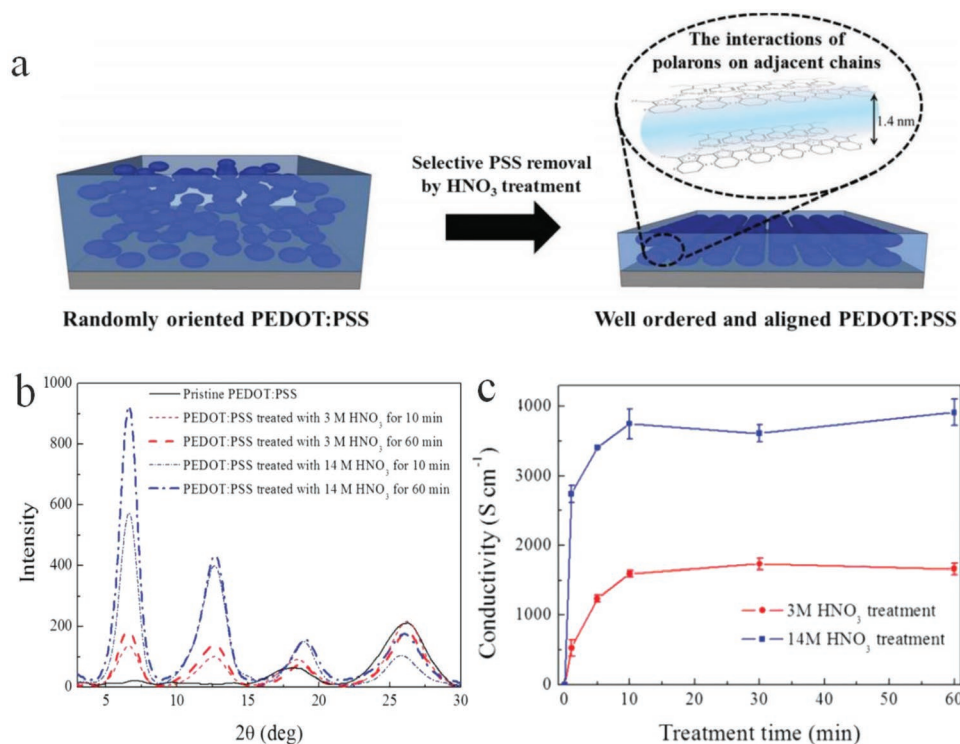 a
The interactions of
polarons on adjacent chains
1.4 nm
Selective PSS removal
by HNO₃ treatment
Randomly oriented PEDOT:PSS
Well ordered and aligned PEDOT:PSS
b
1000
800
600
400
200
0
Intensity
Pristine PEDOT:PSS
PEDOT:PSS treated with 3 M HNO₃ for 10 min
PEDOT:PSS treated with 3 M HNO₃ for 60 min
PEDOT:PSS treated with 14 M HNO₃ for 10 min
PEDOT:PSS treated with 14 M HNO₃ for 60 min
5
10
15
20
25
30
2θ (deg)
c
4000
3000
2000
1000
0
Conductivity (S cm⁻¹)
3M HNO₃ treatment
14M HNO₃ treatment
0
10
20
30
40
50
60
Treatment time (min)